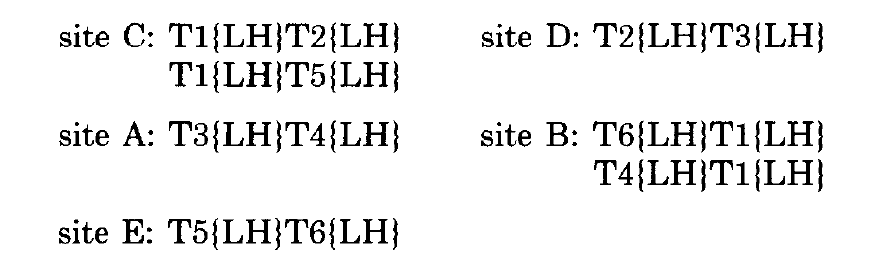 site C: T1{LH}T2{LH}
T1{LH}T5{LH}
site D: T2{LH}T3{LH}
site A: T3{LH}T4{LH}
site B: T6{LH}T1{LH}
T4{LH}T1{LH}
site E: T5{LH}T6{LH}